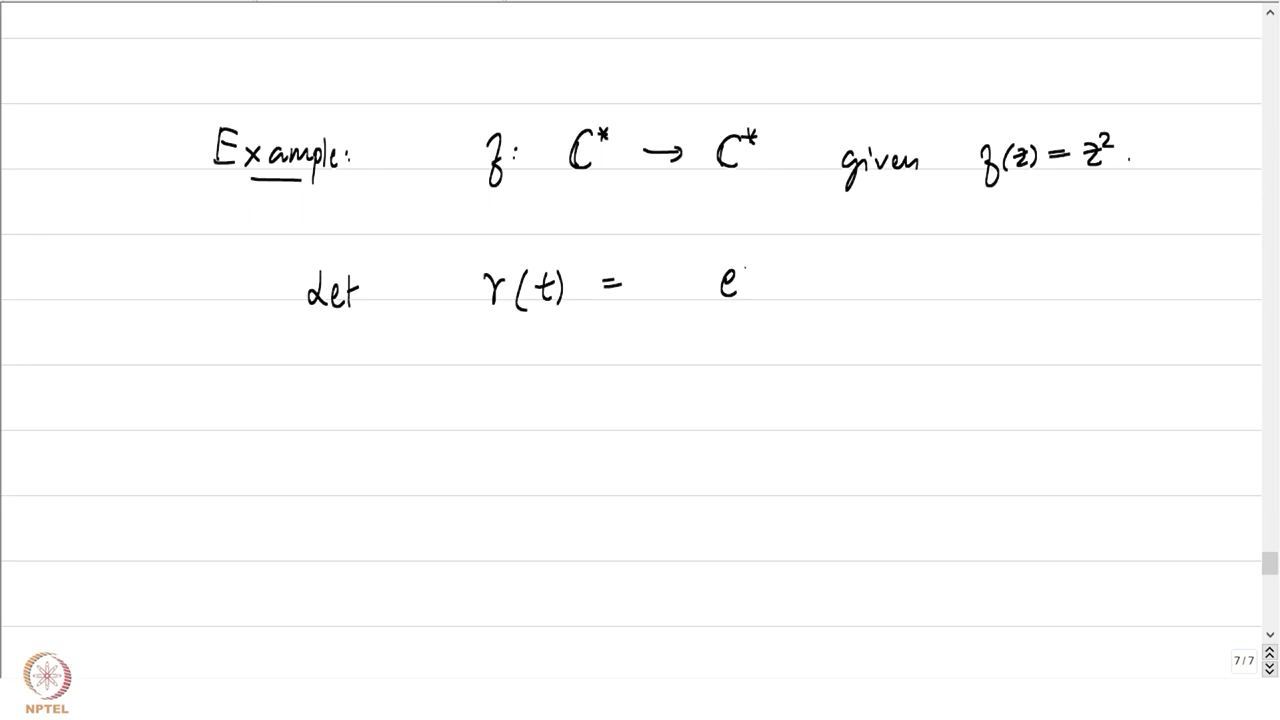 Example: f: ℂ* → ℂ* given f(z) = z².
Let γ(t) = e
7/7
NPTEL